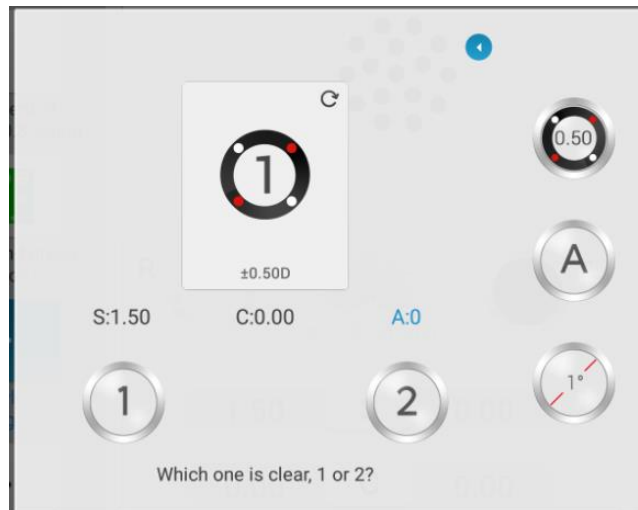 1
0.50
±0.50D
A
S:1.50 C:0.00 A:0
1°
1 2
Which one is clear, 1 or 2?